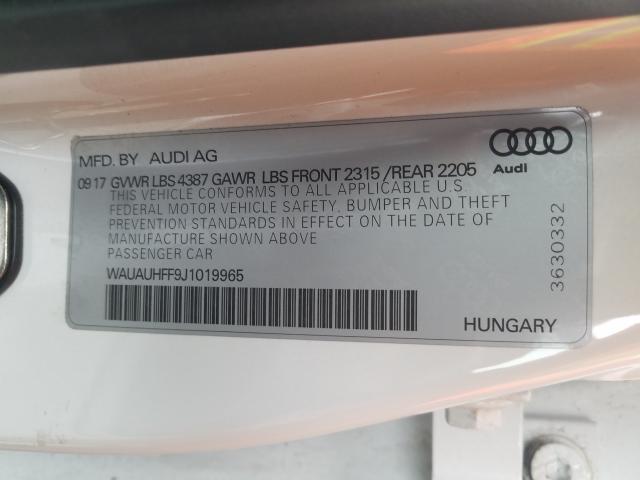 MFD. BY AUDI AG
Audi
09 17 GVWR LBS 4387 GAWR LBS FRONT 2315 /REAR 2205
THIS VEHICLE CONFORMS TO ALL APPLICABLE U.S.
FEDERAL MOTOR VEHICLE SAFETY, BUMPER AND THEFT
PREVENTION STANDARDS IN EFFECT ON THE DATE OF
MANUFACTURE SHOWN ABOVE
PASSENGER CAR
WAUAUHFF9J1019965
HUNGARY
3630332